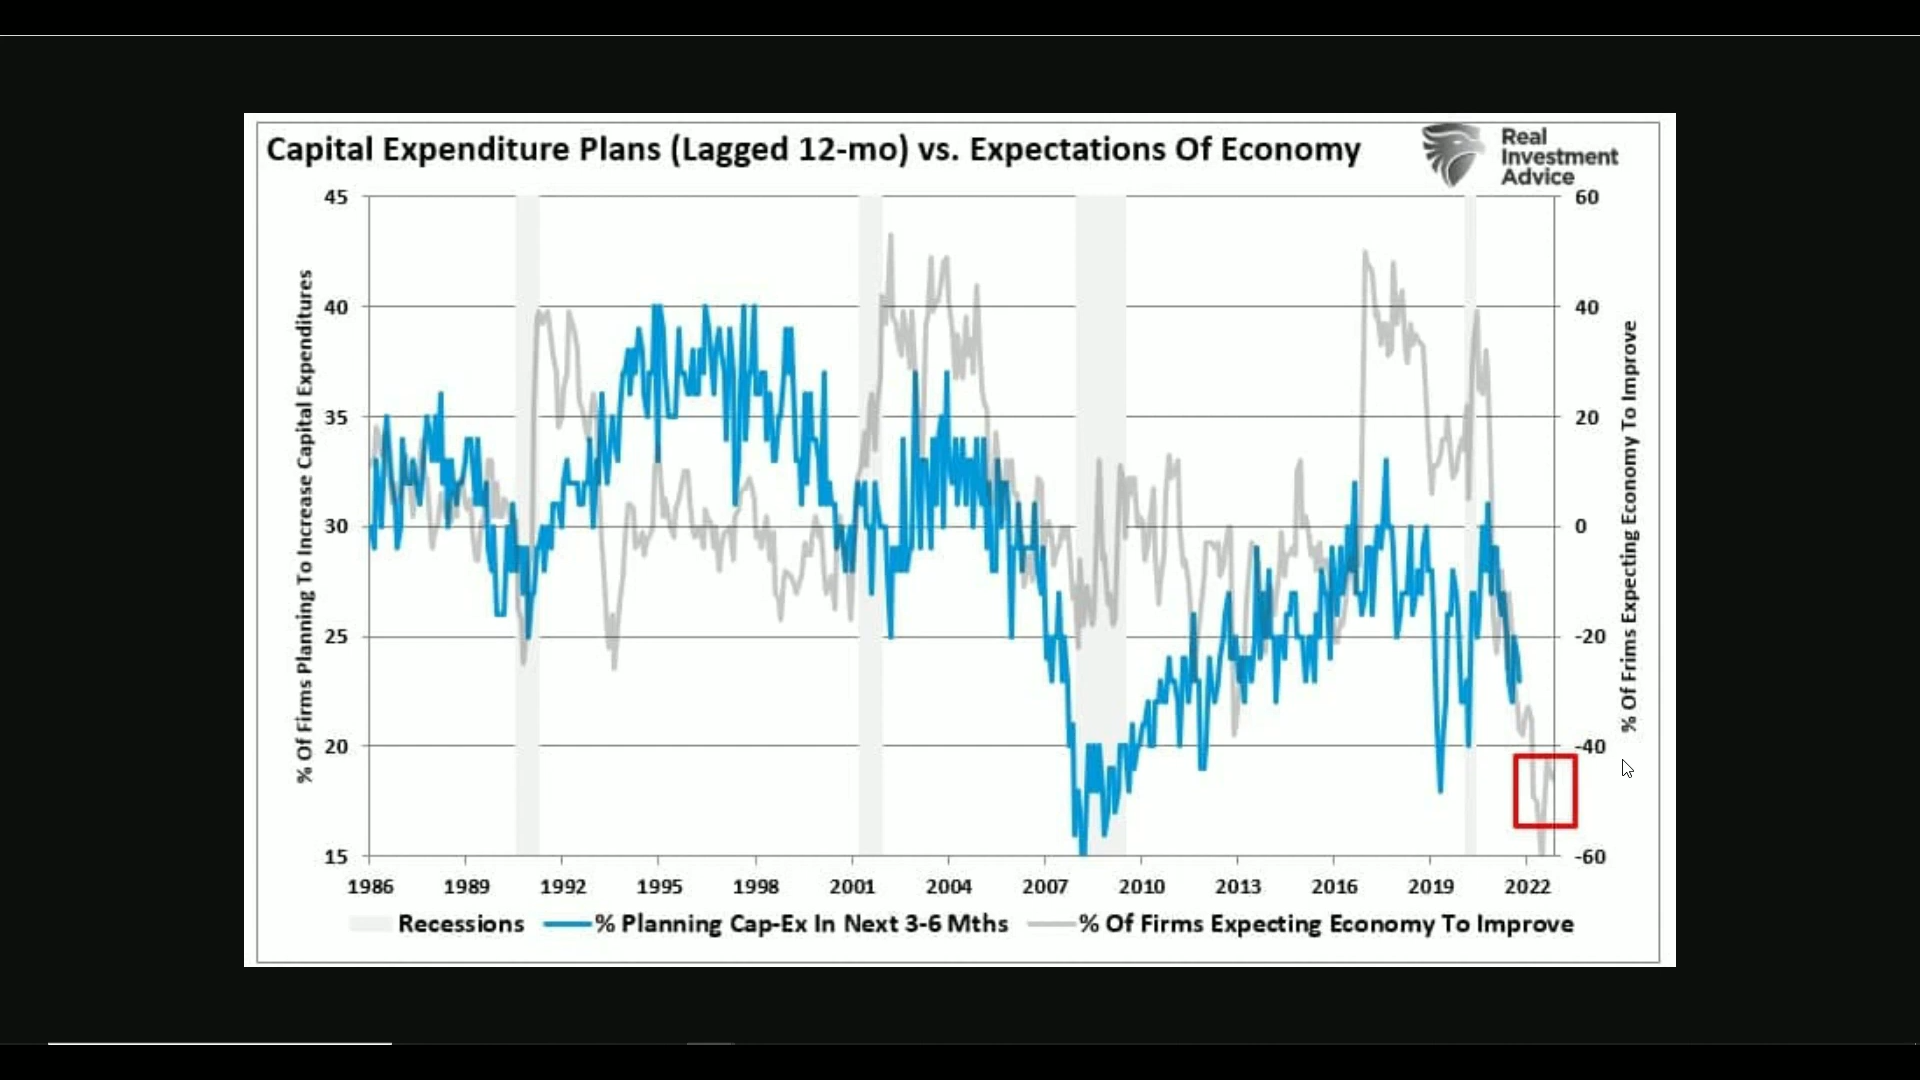 Capital Expenditure Plans (Lagged 12-mo) vs. Expectations Of Economy
Real
Investment
Advice
% Of Firms Planning To Increase Capital Expenditures
45
40
35
30
25
20
15
60
40
20
0
-20
-40
-60
% Of Frims Expecting Economy To Improve
1986 1989 1992 1995 1998 2001 2004 2007 2010 2013 2016 2019 2022
Recessions % Planning Cap-Ex In Next 3-6 Mths % Of Firms Expecting Economy To Improve